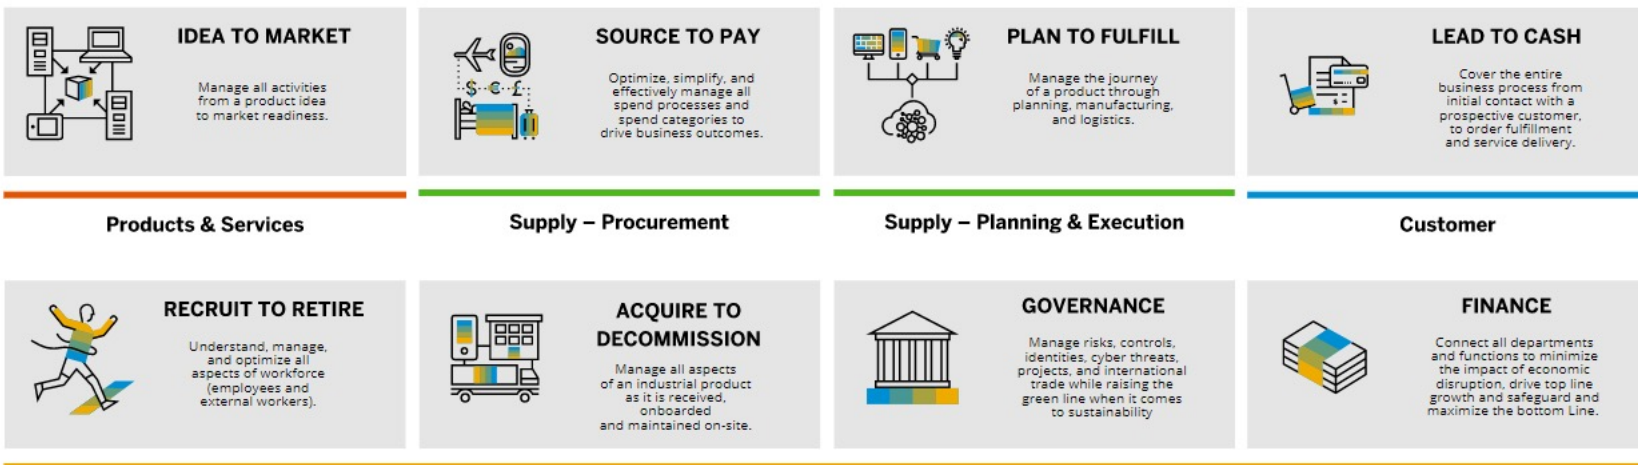 IDEA TO MARKET
Manage all activities
from a product idea
to market readiness.
SOURCE TO PAY
Optimize, simplify, and
effectively manage all
spend processes and
spend categories to
drive business outcomes.
$ € £
PLAN TO FULFILL
Manage the journey
of a product through
planning, manufacturing,
and logistics.
LEAD TO CASH
Cover the entire
business process from
initial contact with a
prospective customer,
to order fulfillment
and service delivery.
Products & Services
Supply – Procurement
Supply – Planning & Execution
Customer
RECRUIT TO RETIRE
Understand, manage,
and optimize all
aspects of workforce
(employees and
external workers).
ACQUIRE TO
DECOMMISSION
Manage all aspects
of an industrial product
as it is received,
onboarded
and maintained on-site.
GOVERNANCE
Manage risks, controls,
identities, cyber threats,
projects, and international
trade while raising the
green line when it comes
to sustainability
FINANCE
Connect all departments
and functions to minimize
the impact of economic
disruption, drive top line
growth and safeguard and
maximize the bottom Line.